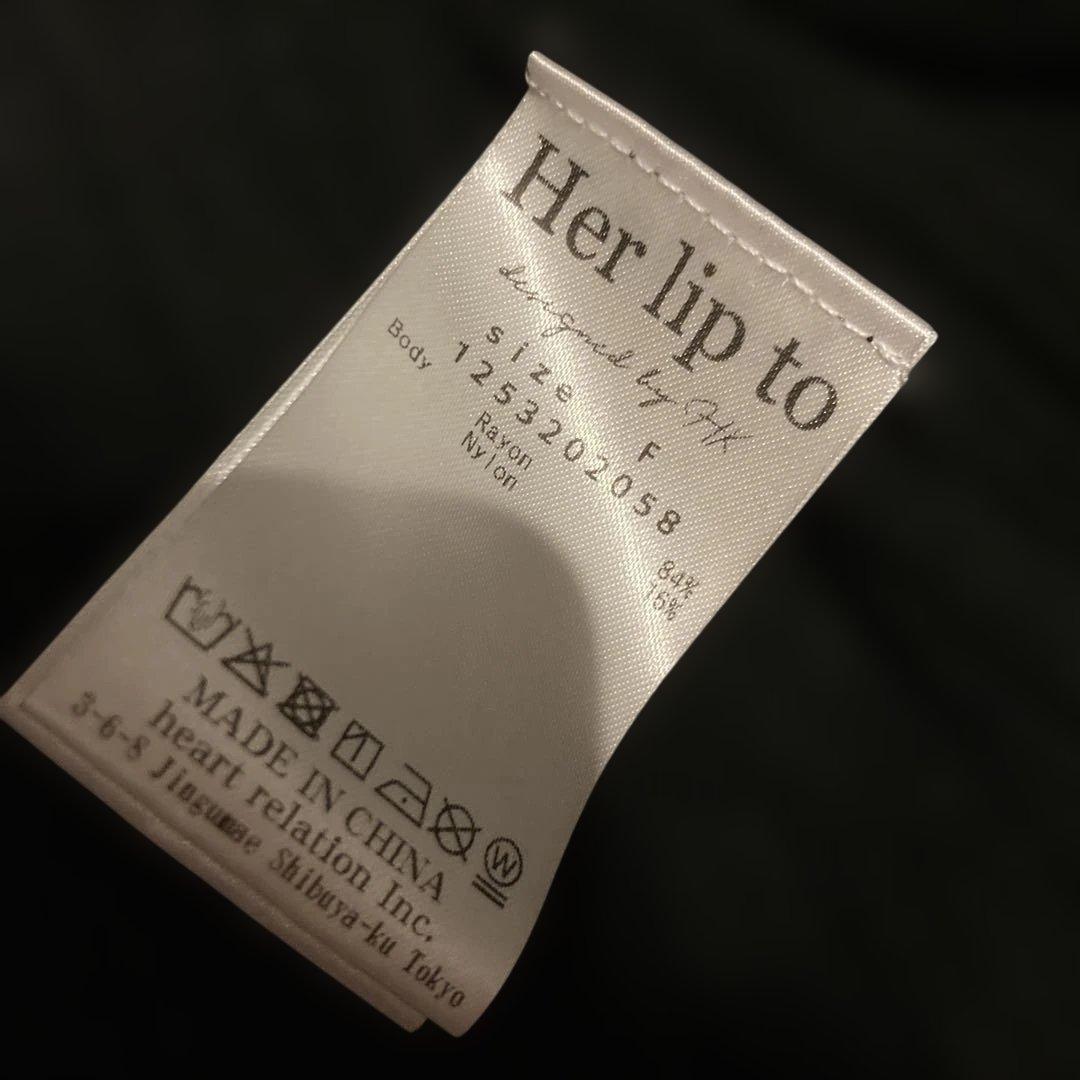 Her lip to
designed by HK
size F
1253202058
Body Rayon 84%
Nylon 16%
W
MADE IN CHINA
heart relation Inc.
3-6-8 Jingumae Shibuya-ku Tokyo